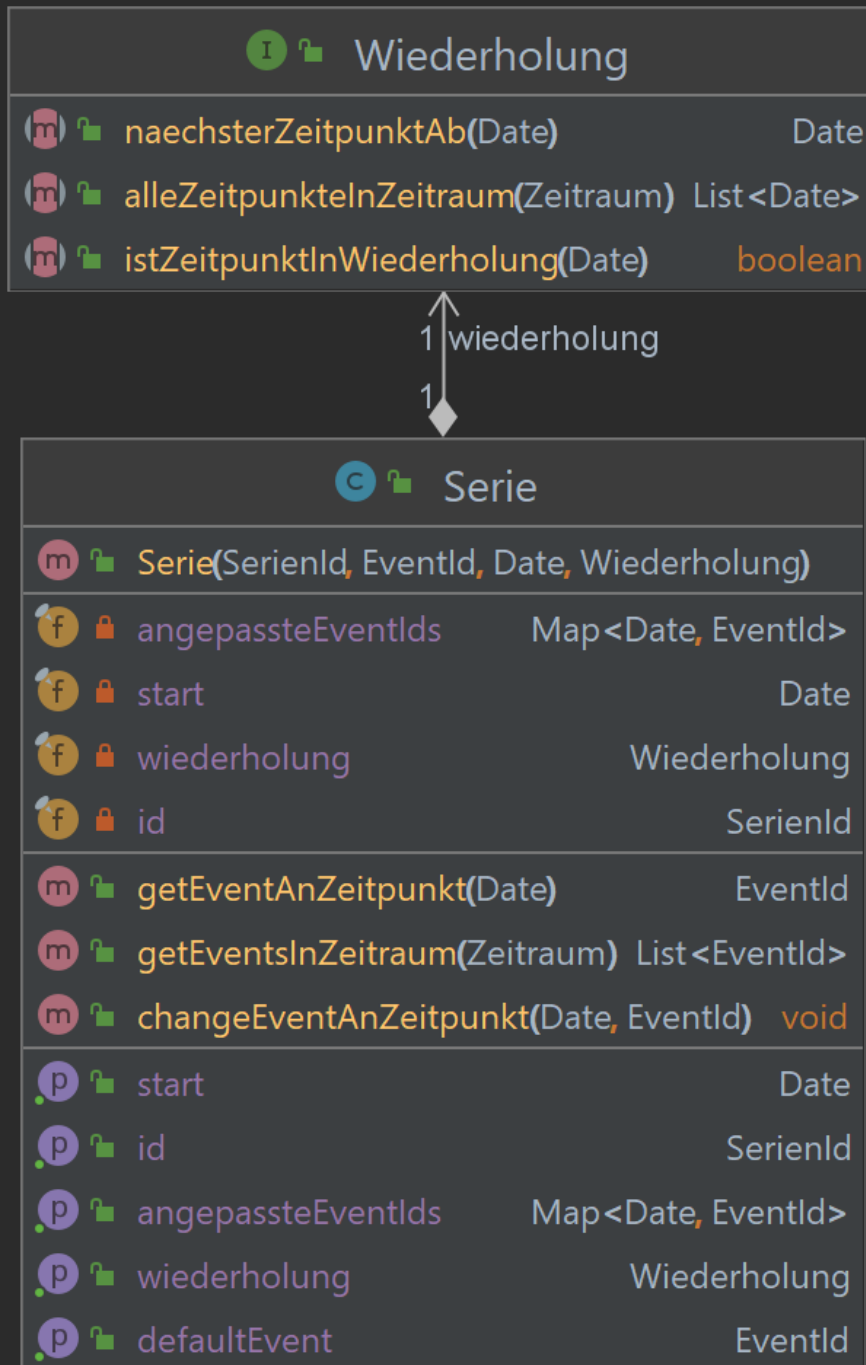 I Wiederholung
m naechsterZeitpunktAb(Date) Date
m alleZeitpunkteInZeitraum(Zeitraum) List<Date>
m istZeitpunktInWiederholung(Date) boolean
1 wiederholung
1
C Serie
m Serie(SerienId, EventId, Date, Wiederholung)
f angepassteEventIds Map<Date, EventId>
f start Date
f wiederholung Wiederholung
f id SerienId
m getEventAnZeitpunkt(Date) EventId
m getEventsInZeitraum(Zeitraum) List<EventId>
m changeEventAnZeitpunkt(Date, EventId) void
p start Date
p id SerienId
p angepassteEventIds Map<Date, EventId>
p wiederholung Wiederholung
p defaultEvent EventId